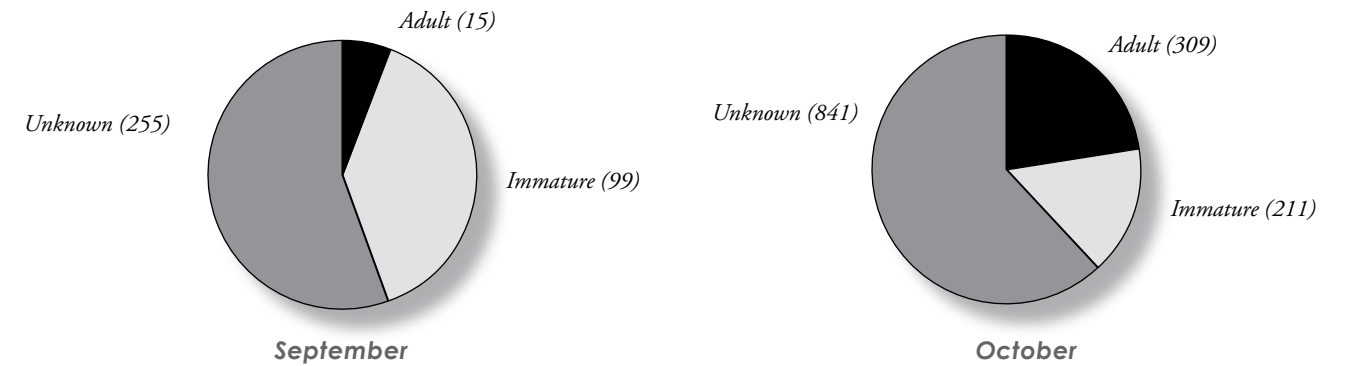 Adult (15)
Unknown (255)
Immature (99)
September
Adult (309)
Unknown (841)
Immature (211)
October